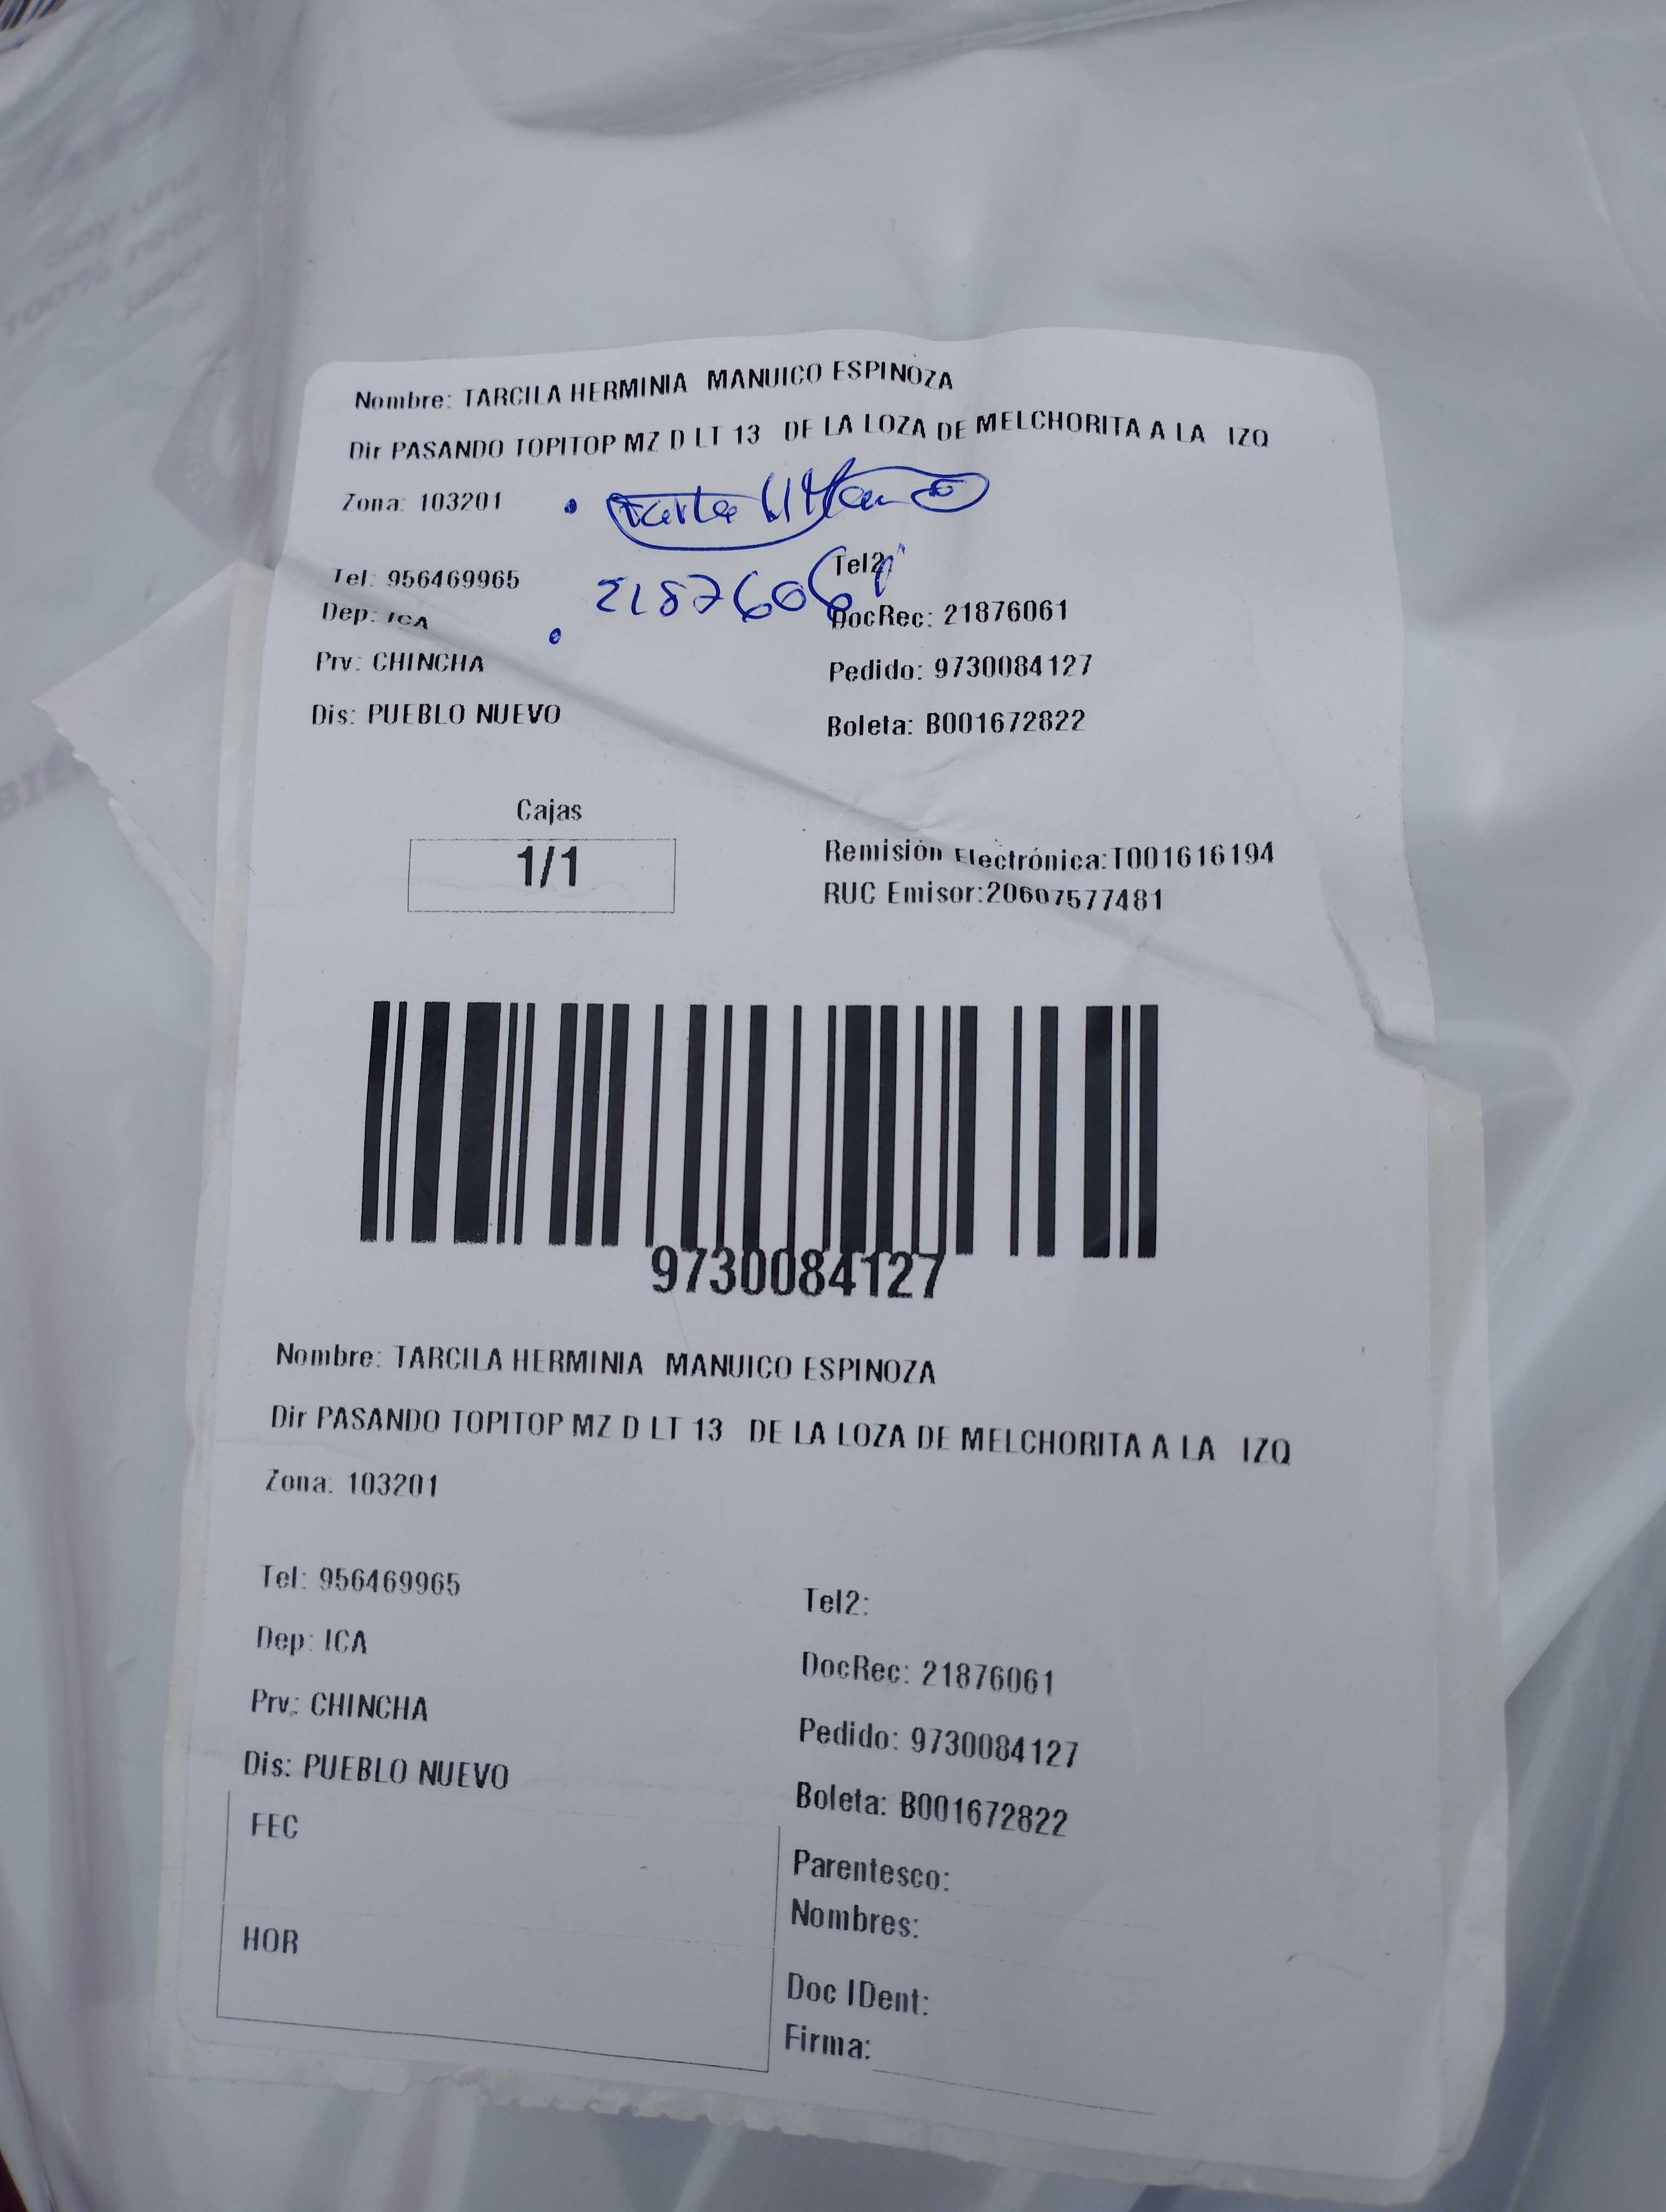 Nombre: TARCILA HERMINIA MANUICO ESPINOZA
Dir PASANDO TOPITOP MZ D LT 13 DE LA LOZA DE MELCHORITA A LA IZQ
Zona: 103201
Tel: 956469965 Tel2:
21876061
Dep: ICA DocRec: 21876061
Prv: CHINCHA Pedido: 9730084127
Dis: PUEBLO NUEVO Boleta: B001672822
Cajas
1/1
Remisión Electrónica:T001616194
RUC Emisor:20607577481
9730084127
Nombre: TARCILA HERMINIA MANUICO ESPINOZA
Dir PASANDO TOPITOP MZ D LT 13 DE LA LOZA DE MELCHORITA A LA IZQ
Zona: 103201
Tel: 956469965 Tel2:
Dep: ICA DocRec: 21876061
Prv: CHINCHA Pedido: 9730084127
Dis: PUEBLO NUEVO Boleta: B001672822
FEC
Parentesco:
Nombres:
HOR
Doc IDent:
Firma: